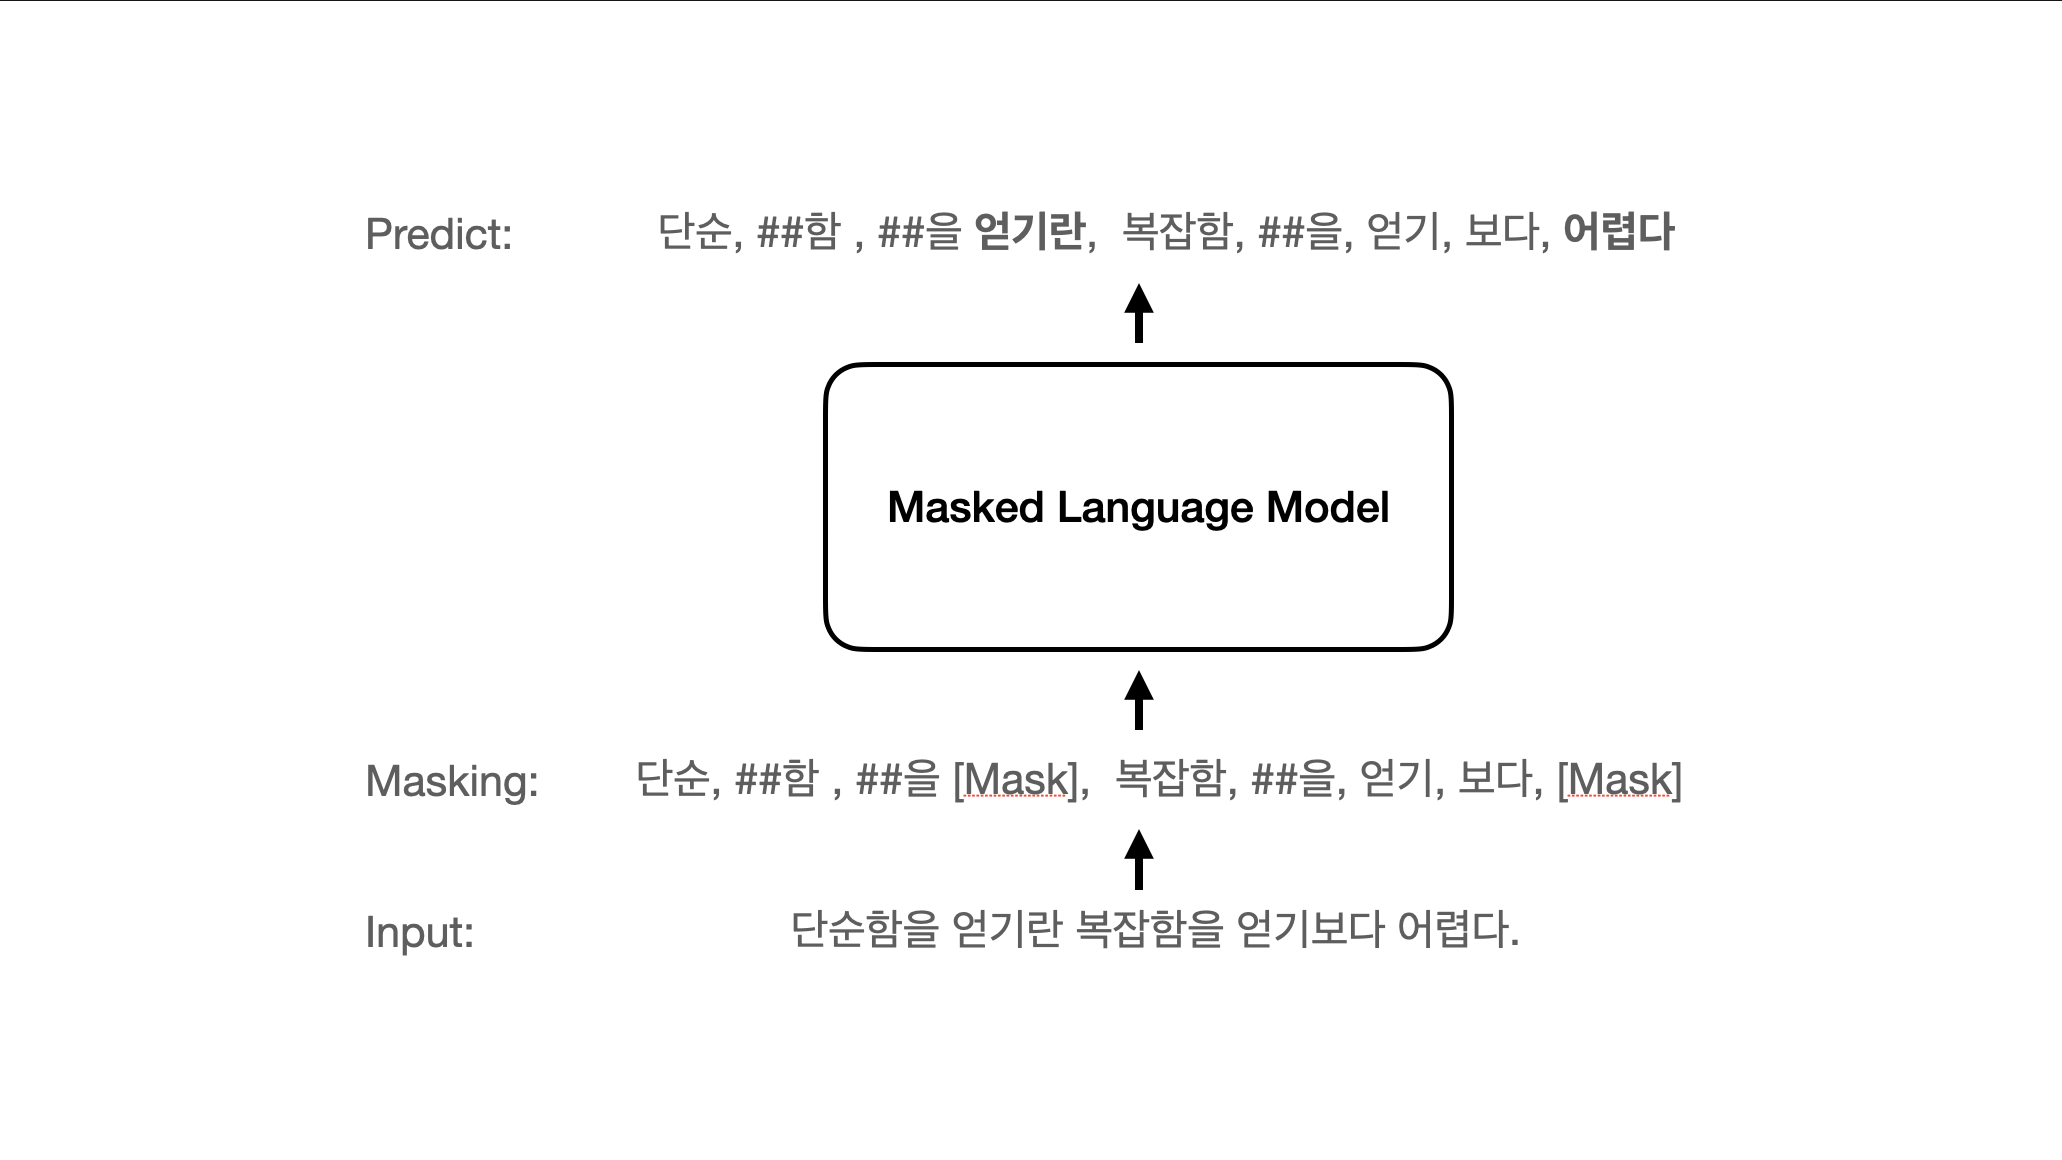 Predict: 단순, ##함 , ##을 얻기란, 복잡함, ##을, 얻기, 보다, 어렵다
Masked Language Model
Masking: 단순, ##함 , ##을 [Mask], 복잡함, ##을, 얻기, 보다, [Mask]
Input: 단순함을 얻기란 복잡함을 얻기보다 어렵다.